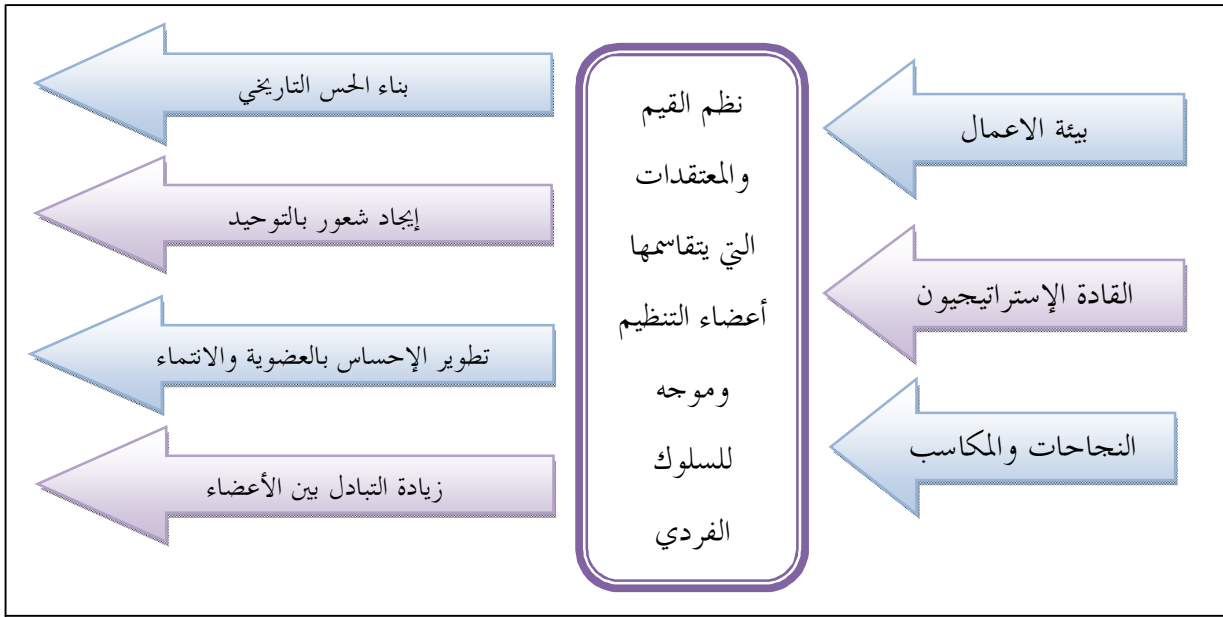 بيئة الاعمال
القادة الإستراتيجيون
النجاحات والمكاسب
نظم القيم
والمعتقدات
التي يتقاسمها
أعضاء التنظيم
وموجه
للسلوك
الفردي
بناء الحس التاريخي
إيجاد شعور بالتوحيد
تطوير الإحساس بالعضوية والانتماء
زيادة التبادل بين الأعضاء